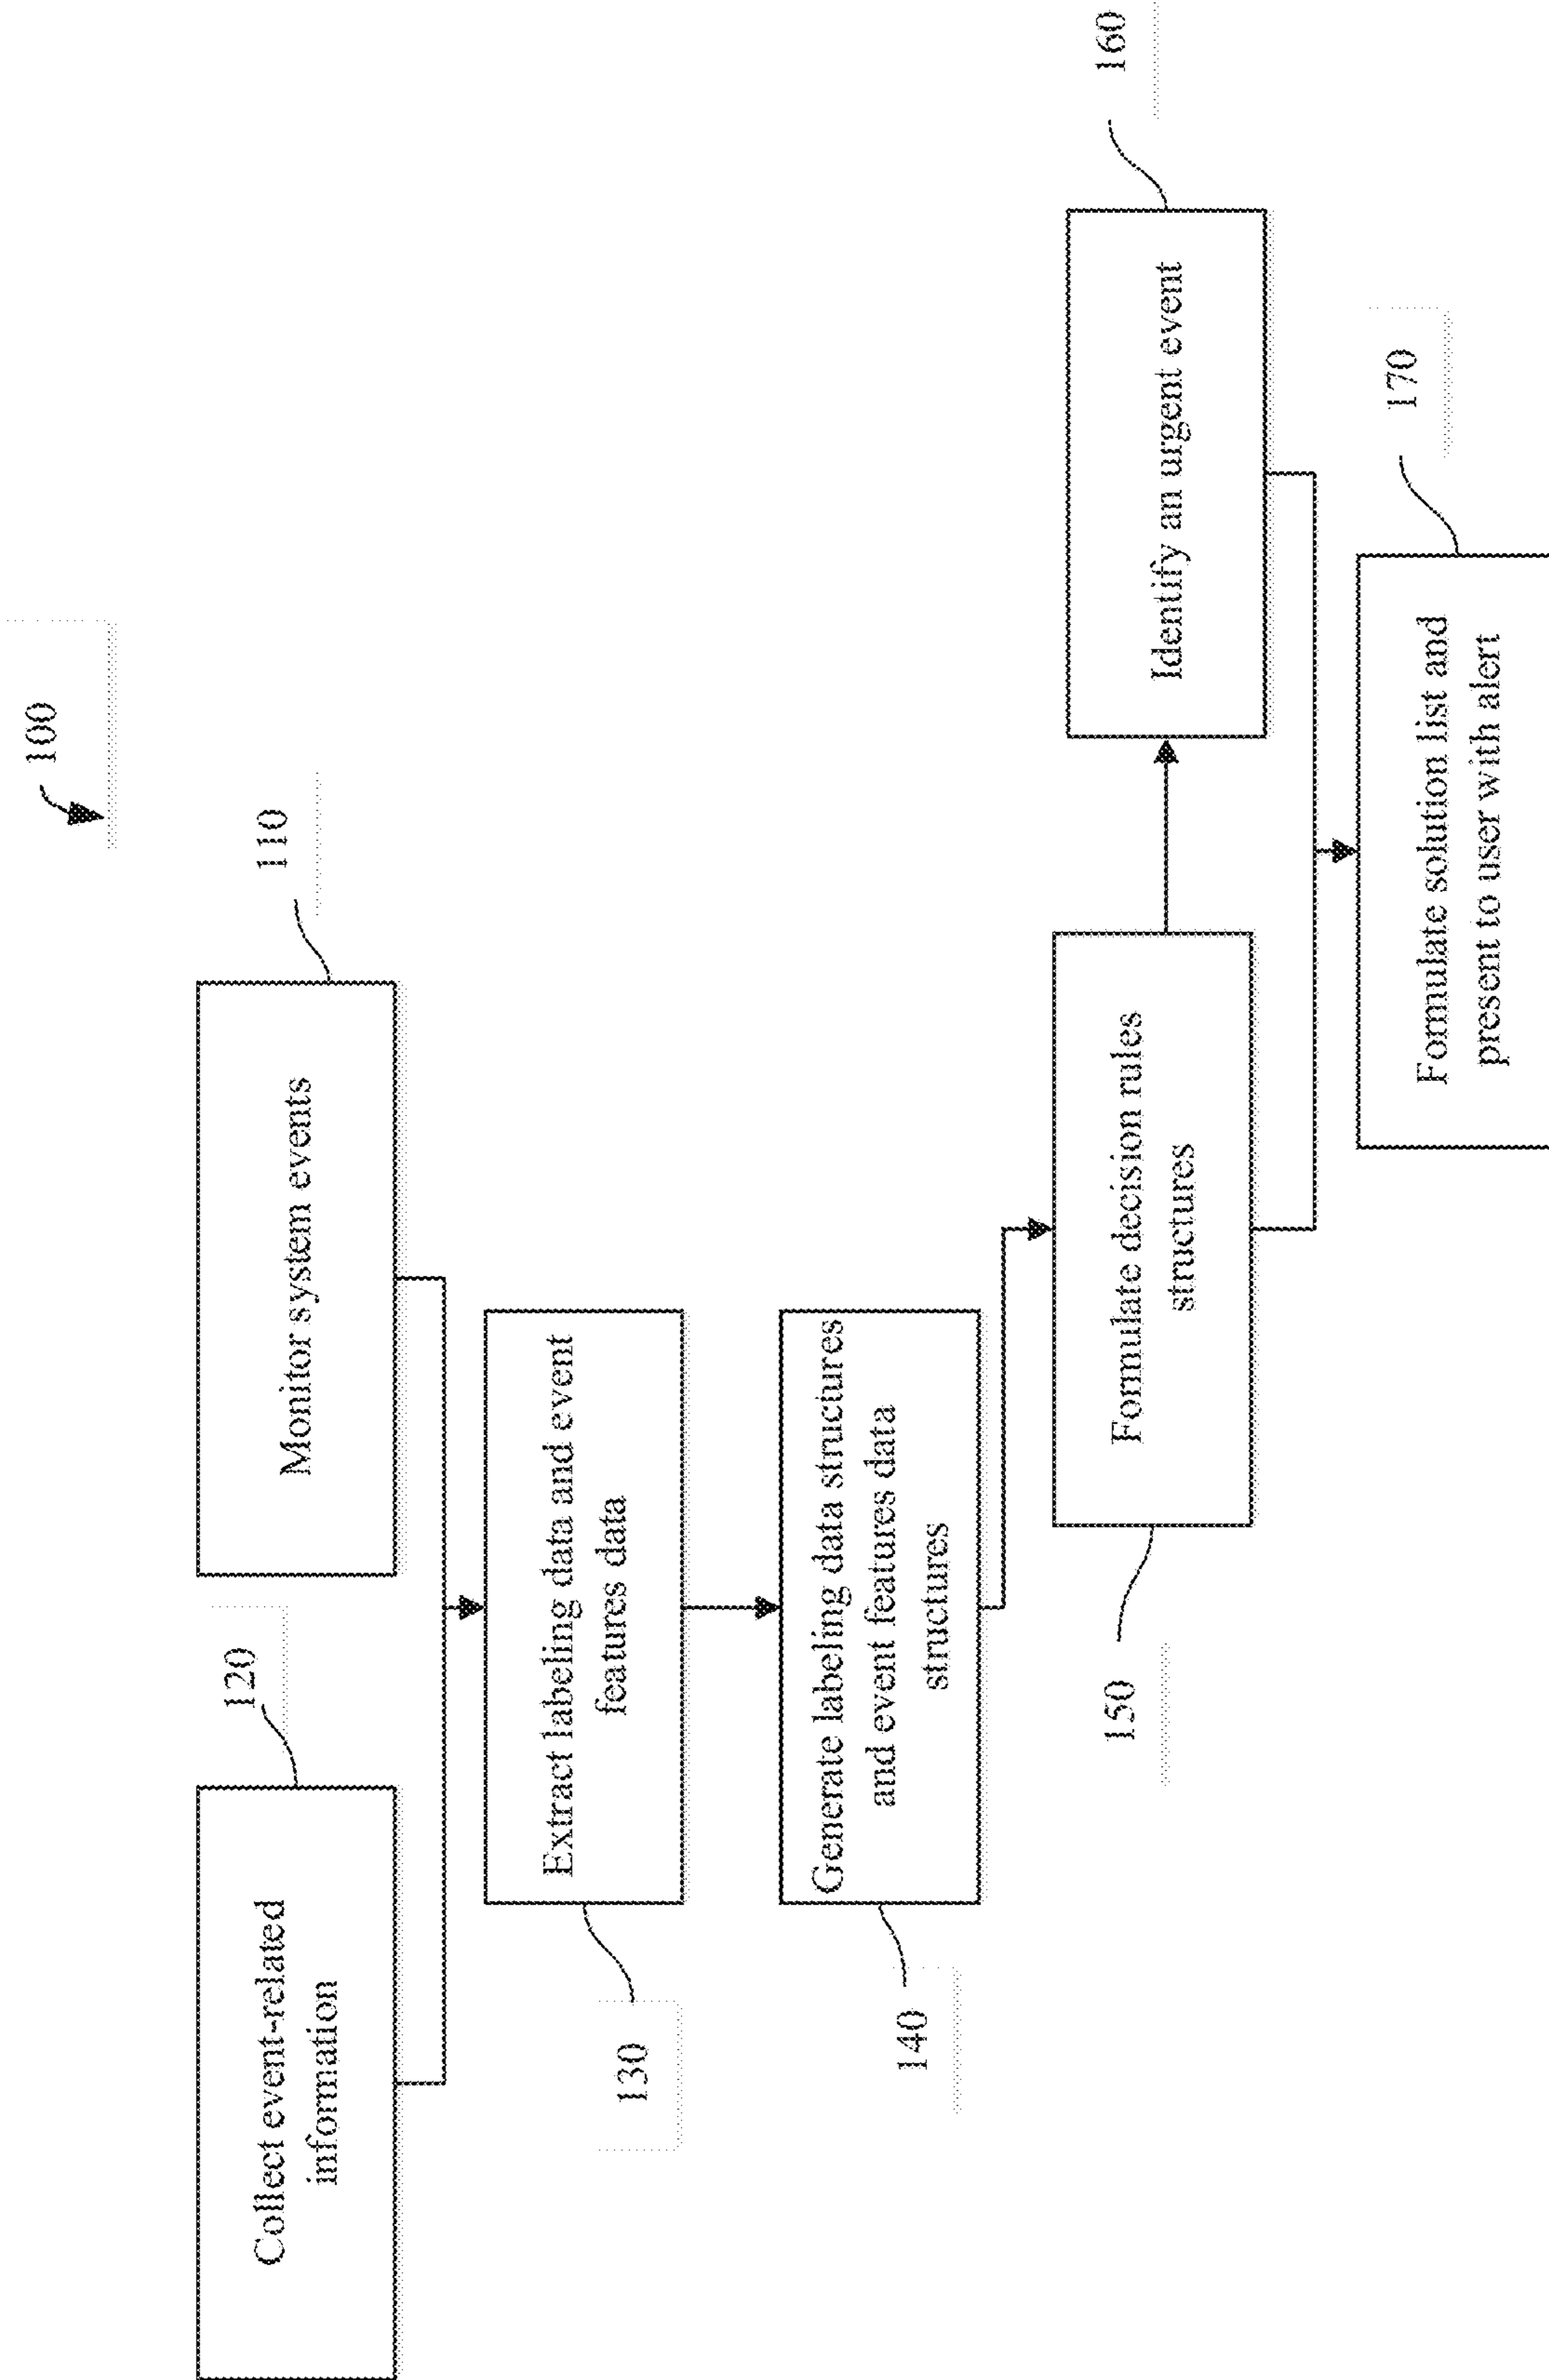 100
120
Collect event-related
information
110
Monitor system events
130
Extract labeling data and event
features data
140
Generate labeling data structures
and event features data
structures
150
Formulate decision rules
structures
160
Identify an urgent event
170
Formulate solution list and
present to user with alert